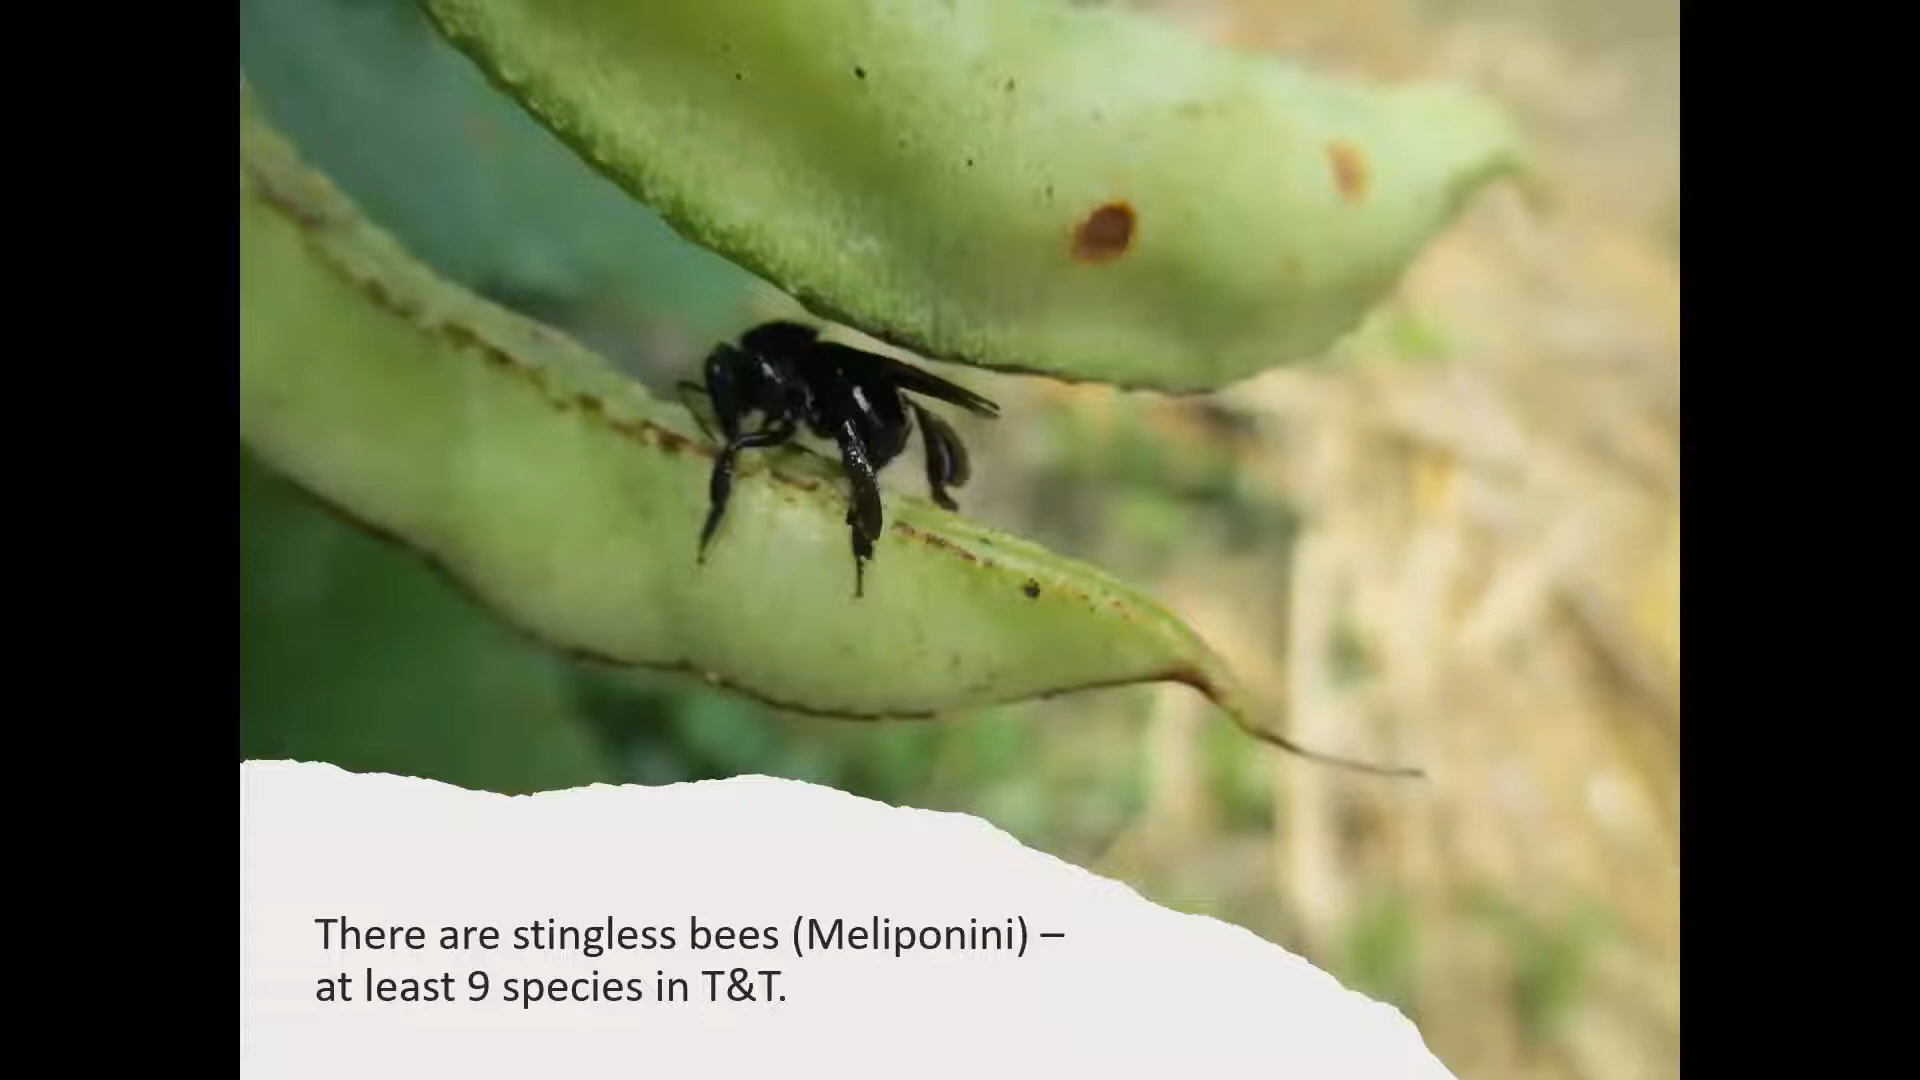 There are stingless bees (Meliponini) –
at least 9 species in T&T.